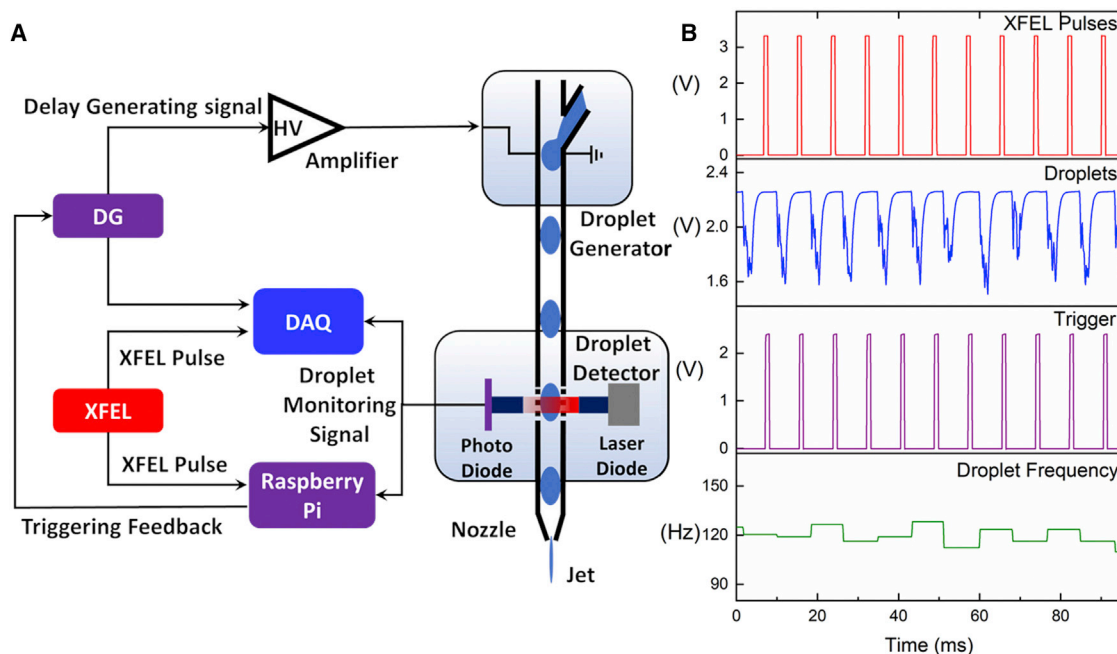 A
Delay Generating signal
HV
Amplifier
DG
Droplet
Generator
DAQ
XFEL Pulse
XFEL
XFEL Pulse
Droplet
Monitoring
Signal
Droplet
Detector
Photo
Diode
Laser
Diode
Raspberry
Pi
Triggering Feedback
Nozzle
Jet
B
XFEL Pulses
3
2
(V)
1
0
Droplets
2.4
(V)
2.0
1.6
Trigger
2
(V)
1
0
Droplet Frequency
150
(Hz)
120
90
0 20 40 60 80
Time (ms)